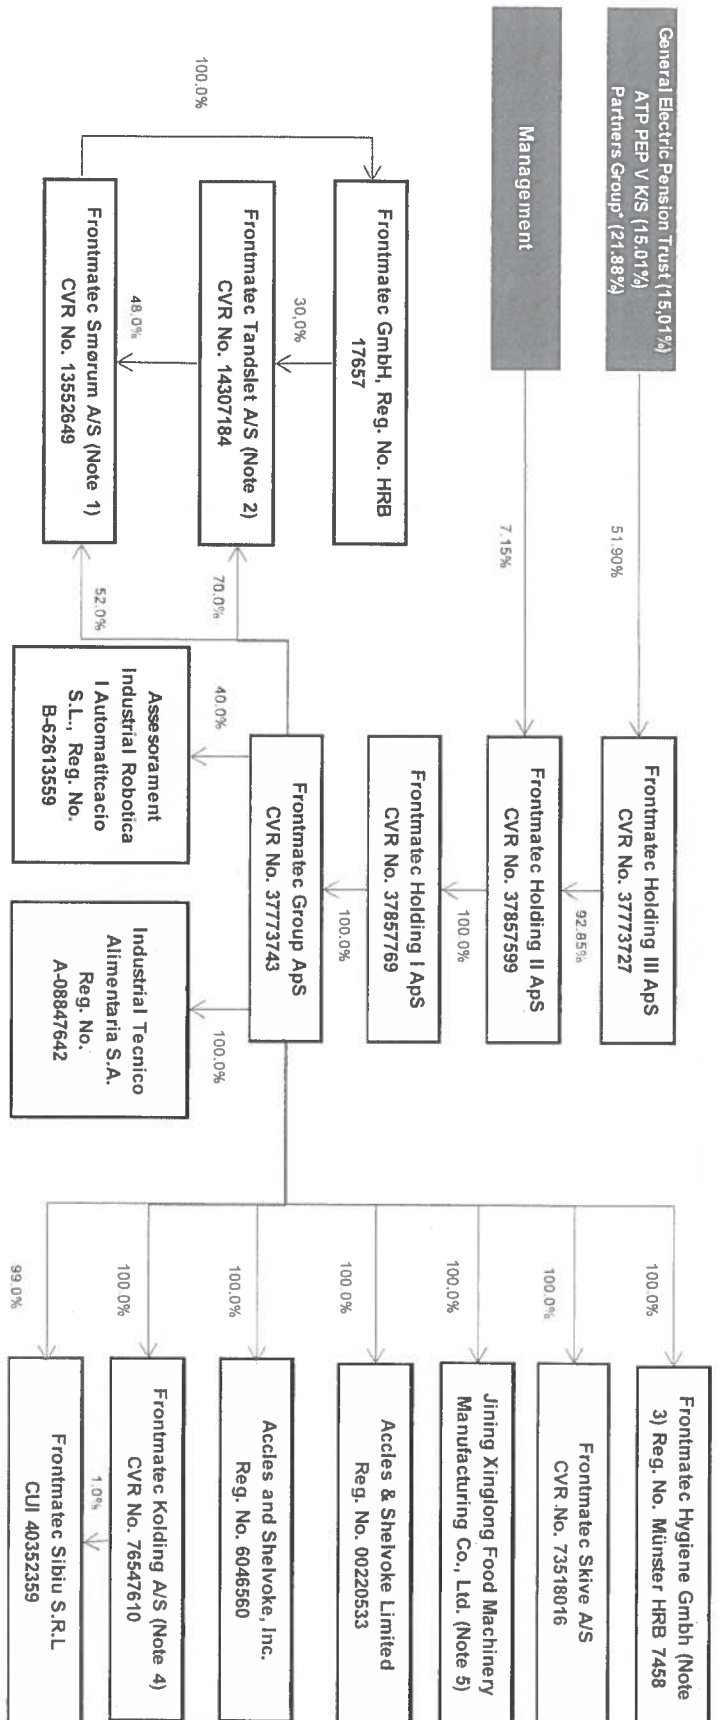 General Electric Pension Trust (15,01%)
ATP PEP V K/S (15.01%)
Partners Group* (21.88%)
51.90%
Frontmatec Holding III ApS
CVR No. 37773727
92.85%
Management
7.15%
Frontmatec Holding II ApS
CVR No. 37857599
100.0%
Frontmatec Holding I ApS
CVR No. 37857769
100.0%
Frontmatec Group ApS
CVR No. 37773743
Frontmatec GmbH, Reg. No. HRB
17657
30,0%
Frontmatec Tandslet A/S (Note 2)
CVR No. 14307184
48.0%
Frontmatec Smørum A/S (Note 1)
CVR No. 13552649
100.0%
70.0%
52.0%
40.0%
Assesorament
Industrial Robotica
I Automatitcacio
S.L., Reg. No.
B-62613559
100.0%
Industrial Tecnico
Alimentaria S.A.
Reg. No.
A-08847642
100.0%
Frontmatec Hygiene Gmbh (Note
3) Reg. No. Münster HRB 7458
100.0%
Frontmatec Skive A/S
CVR .No. 73518016
100.0%
Jining Xinglong Food Machinery
Manufacturing Co., Ltd. (Note 5)
100.0%
Accles & Shelvoke Limited
Reg. No. 00220533
100.0%
Accles and Shelvoke, Inc.
Reg. No. 6046560
100.0%
Frontmatec Kolding A/S (Note 4)
CVR No. 76547610
1.0%
99.0%
Frontmatec Sibiu S.R.L
CUI 40352359